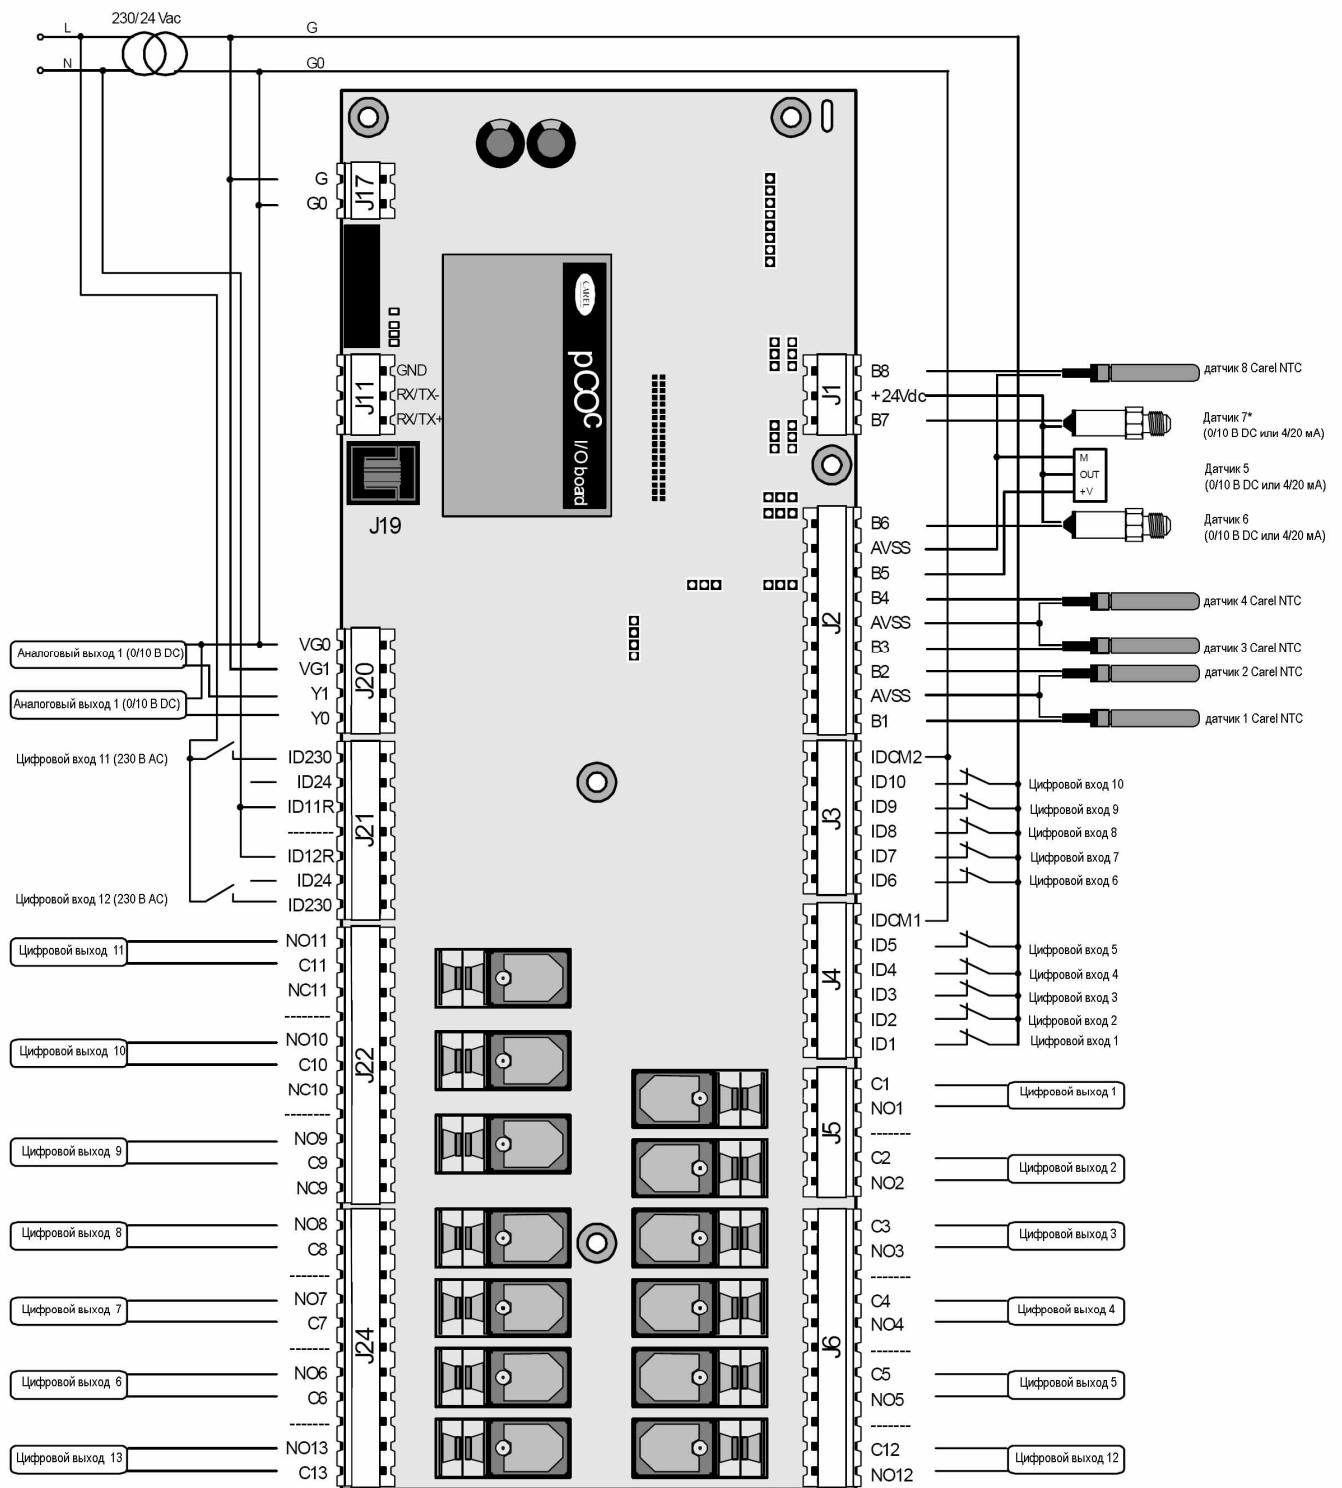 230/24 Vac
L
G
N
G0
G
G0
J17
CAREL
pCOc
I/O board
GND
RX/TX-
RX/TX+
J11
J19
J1
B8
+24Vdc
B7
датчик 8 Carel NTC
Датчик 7*
(0/10 В DC или 4/20 мА)
M
OUT
+V
Датчик 5
(0/10 В DC или 4/20 мА)
Датчик 6
(0/10 В DC или 4/20 мА)
J2
B6
AVSS
B5
B4
AVSS
B3
B2
AVSS
B1
датчик 4 Carel NTC
датчик 3 Carel NTC
датчик 2 Carel NTC
датчик 1 Carel NTC
Аналоговый выход 1 (0/10 В DC)
Аналоговый выход 1 (0/10 В DC)
VG0
VG1
Y1
Y0
J20
Цифровой вход 11 (230 В AC)
Цифровой вход 12 (230 В AC)
ID230
ID24
ID11R
--------
ID12R
ID24
ID230
J21
J3
IDCM2
ID10
ID9
ID8
ID7
ID6
Цифровой вход 10
Цифровой вход 9
Цифровой вход 8
Цифровой вход 7
Цифровой вход 6
J4
IDCM1
ID5
ID4
ID3
ID2
ID1
Цифровой вход 5
Цифровой вход 4
Цифровой вход 3
Цифровой вход 2
Цифровой вход 1
Цифровой выход 11
Цифровой выход 10
Цифровой выход 9
NO11
C11
NC11
-------
NO10
C10
NC10
-------
NO9
C9
NC9
J22
J5
C1
NO1
-------
C2
NO2
Цифровой выход 1
Цифровой выход 2
Цифровой выход 8
Цифровой выход 7
Цифровой выход 6
Цифровой выход 13
NO8
C8
-------
NO7
C7
-------
NO6
C6
-------
NO13
C13
J24
J6
C3
NO3
-------
C4
NO4
-------
C5
NO5
-------
C12
NO12
Цифровой выход 3
Цифровой выход 4
Цифровой выход 5
Цифровой выход 12